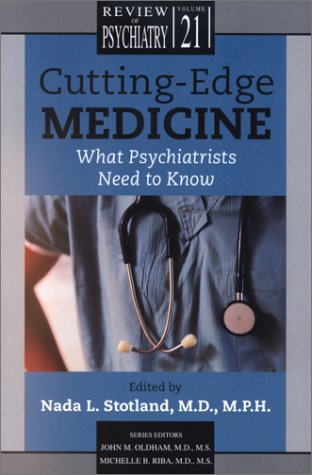 REVIEW
OF
PSYCHIATRY
VOLUME
21
Cutting-Edge
MEDICINE
What Psychiatrists
Need to Know
Edited by
Nada L. Stotland, M.D., M.P.H.
SERIES EDITORS
JOHN M. OLDHAM, M.D., M.S.
MICHELLE B. RIBA, M.D., M.S.